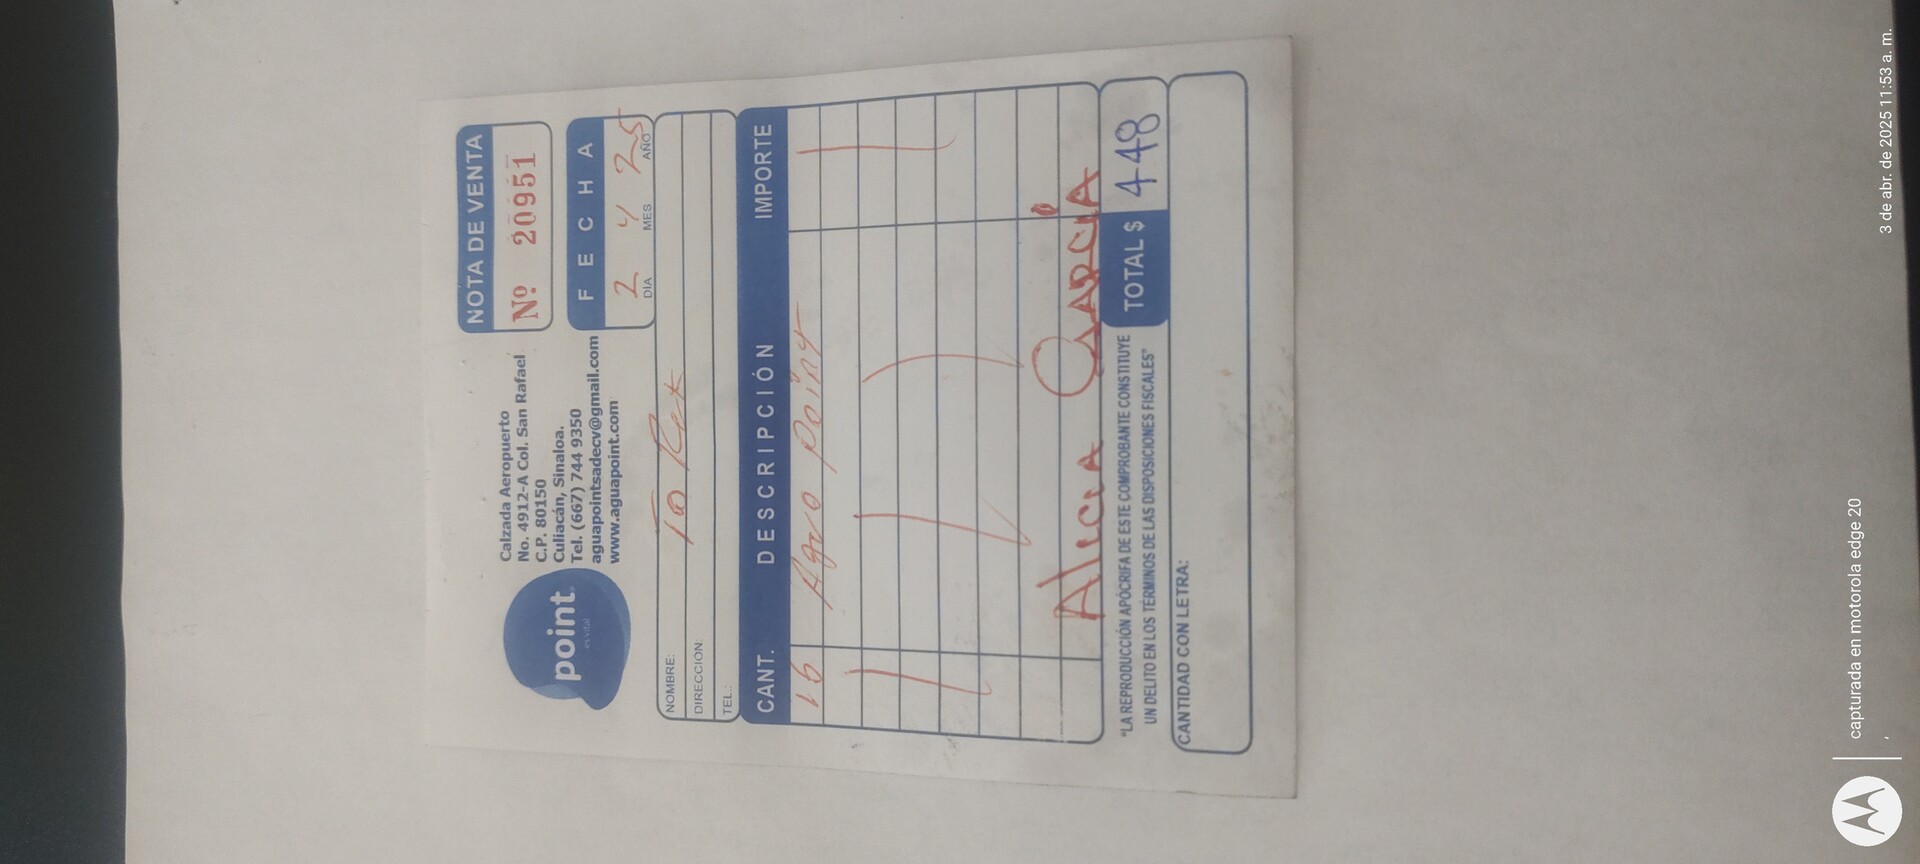 point
es vital
Calzada Aeropuerto
No. 4912-A Col. San Rafael
C.P. 80150
Culiacán, Sinaloa.
Tel. (667) 744 9350
aguapointsadecv@gmail.com
www.aguapoint.com
NOTA DE VENTA
Nº 20951
FECHA
2 4 25
DIA MES AÑO
NOMBRE:
DIRECCION:
TEL.:
CANT. DESCRIPCIÓN IMPORTE
16 Agua point
Alicia GARCIA
"LA REPRODUCCIÓN APÓCRIFA DE ESTE COMPROBANTE CONSTITUYE
UN DELITO EN LOS TÉRMINOS DE LAS DISPOSICIONES FISCALES"
TOTAL $ 448
CANTIDAD CON LETRA:
capturada en motorola edge 20
3 de abr. de 2025 11:53 a. m.